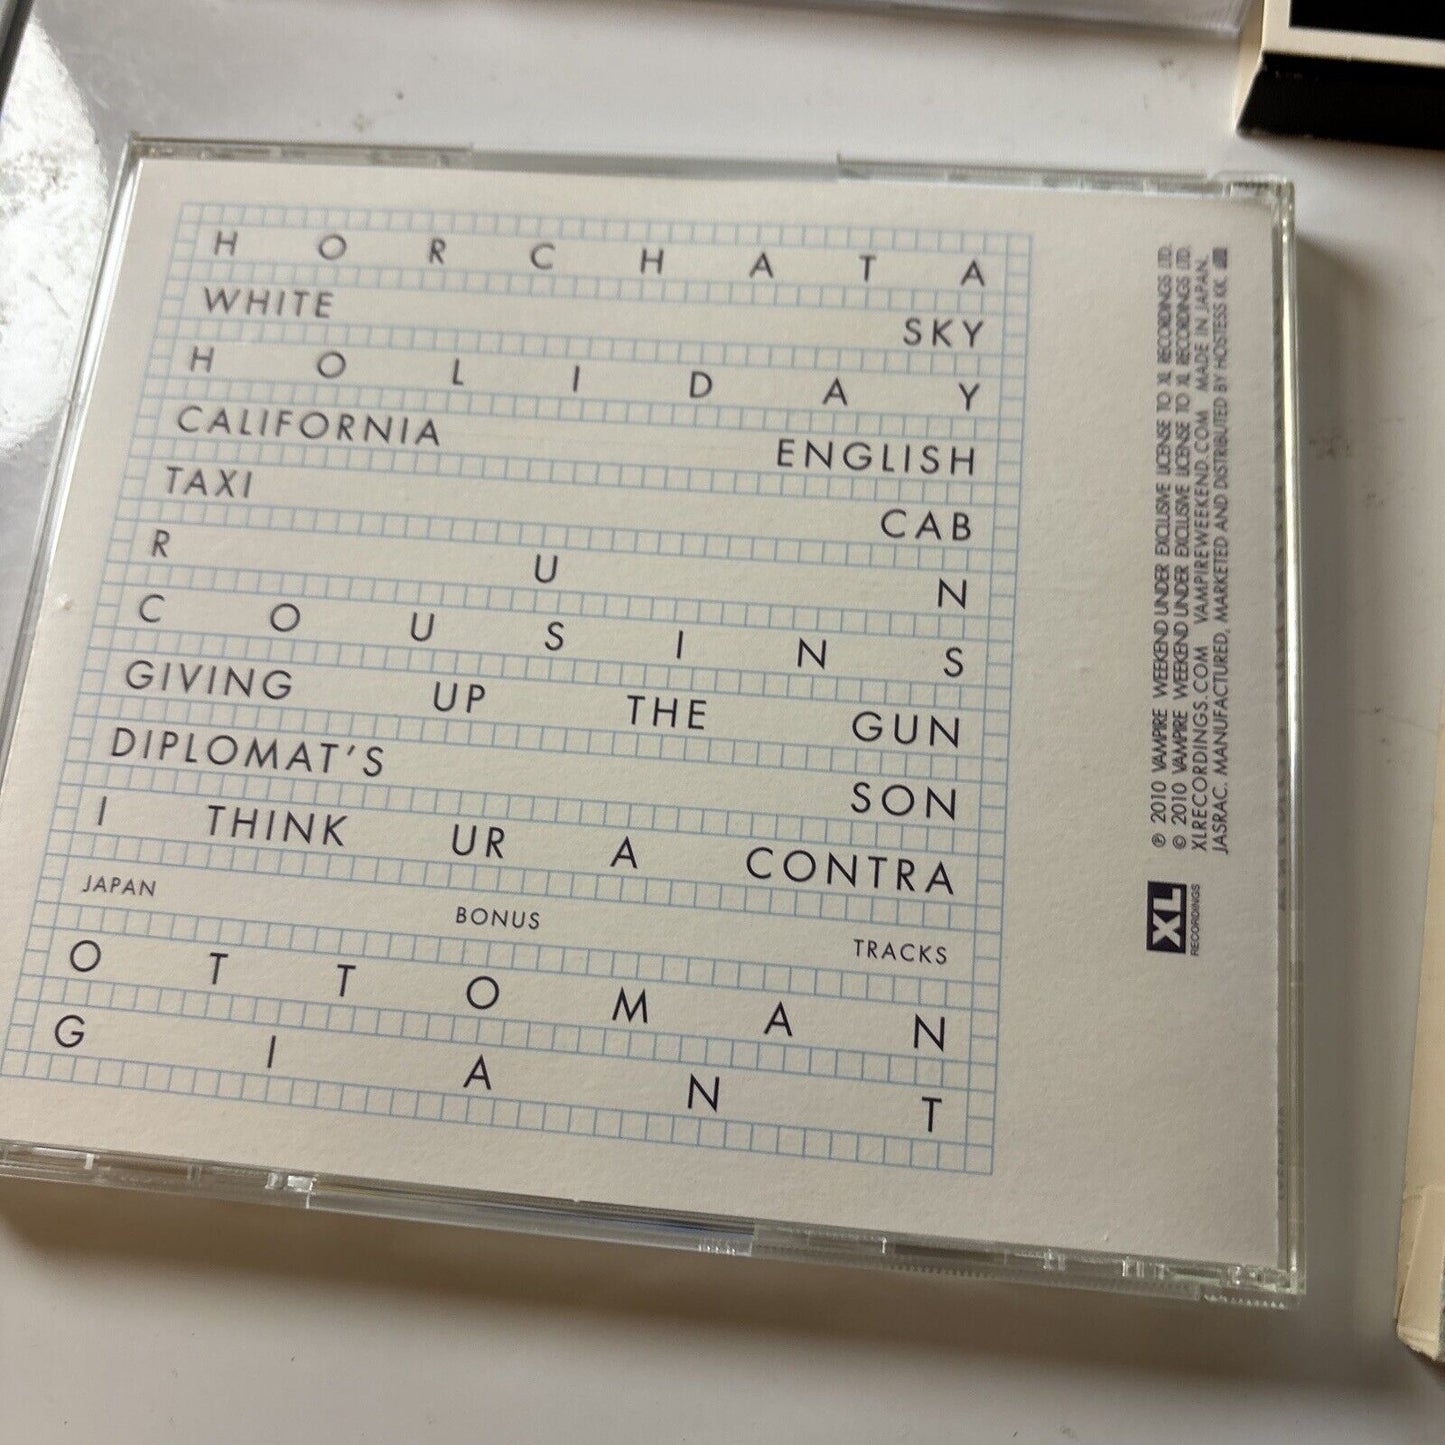 HORCHATA
WHITE SKY
HOLIDAY
CALIFORNIA ENGLISH
TAXI CAB
RUN
COUSINS
GIVING UP THE GUN
DIPLOMAT'S SON
I THINK UR A CONTRA
JAPAN BONUS TRACKS
OTTOMAN
GIANT
℗ 2010 VAMPIRE WEEKEND UNDER EXCLUSIVE LICENSE TO XL RECORDINGS LTD.
© 2010 VAMPIRE WEEKEND UNDER EXCLUSIVE LICENSE TO XL RECORDINGS LTD.
XLRECORDINGS.COM VAMPIREWEEKEND.COM MADE IN JAPAN.
JASRAC. MANUFACTURED, MARKETED AND DISTRIBUTED BY HOSTESS KK.
XL
RECORDINGS